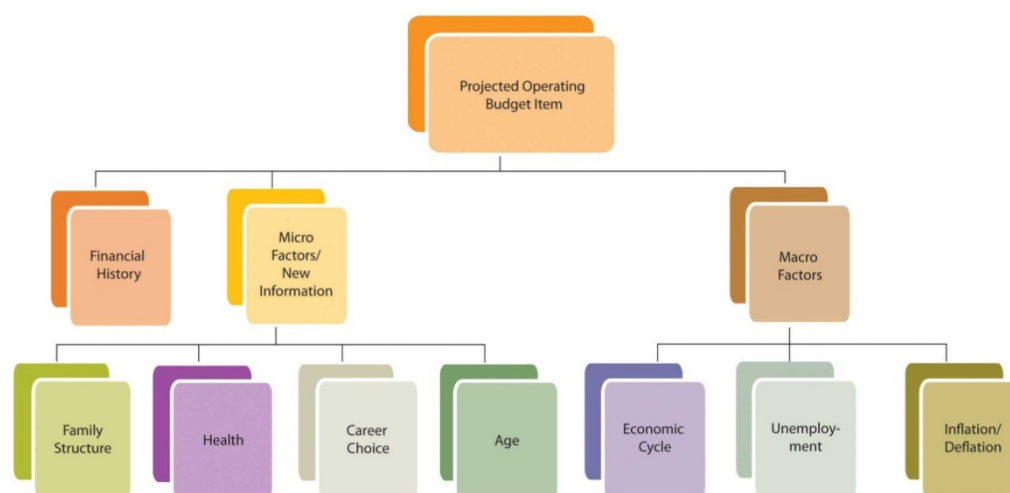 Projected Operating
Budget Item
Financial
History
Micro
Factors/
New
Information
Macro
Factors
Family
Structure
Health
Career
Choice
Age
Economic
Cycle
Unemploy-
ment
Inflation/
Deflation